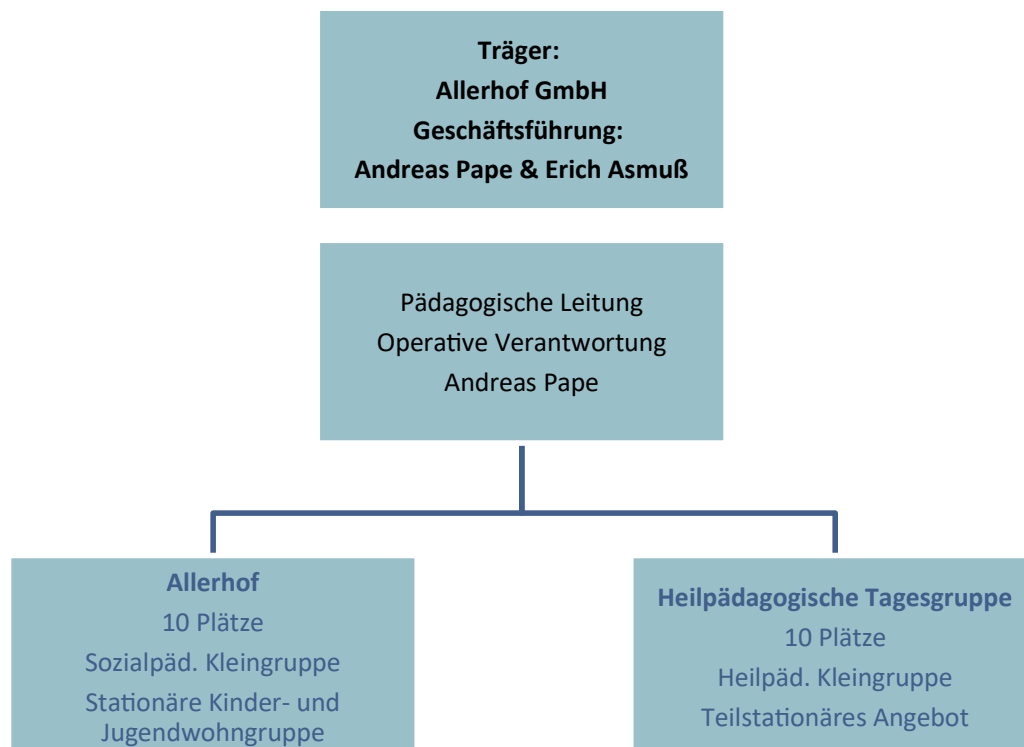 Träger:
Allerhof GmbH
Geschäftsführung:
Andreas Pape & Erich Asmuß
Pädagogische Leitung
Operative Verantwortung
Andreas Pape
Allerhof
10 Plätze
Sozialpäd. Kleingruppe
Stationäre Kinder- und
Jugendwohngruppe
Heilpädagogische Tagesgruppe
10 Plätze
Heilpäd. Kleingruppe
Teilstationäres Angebot